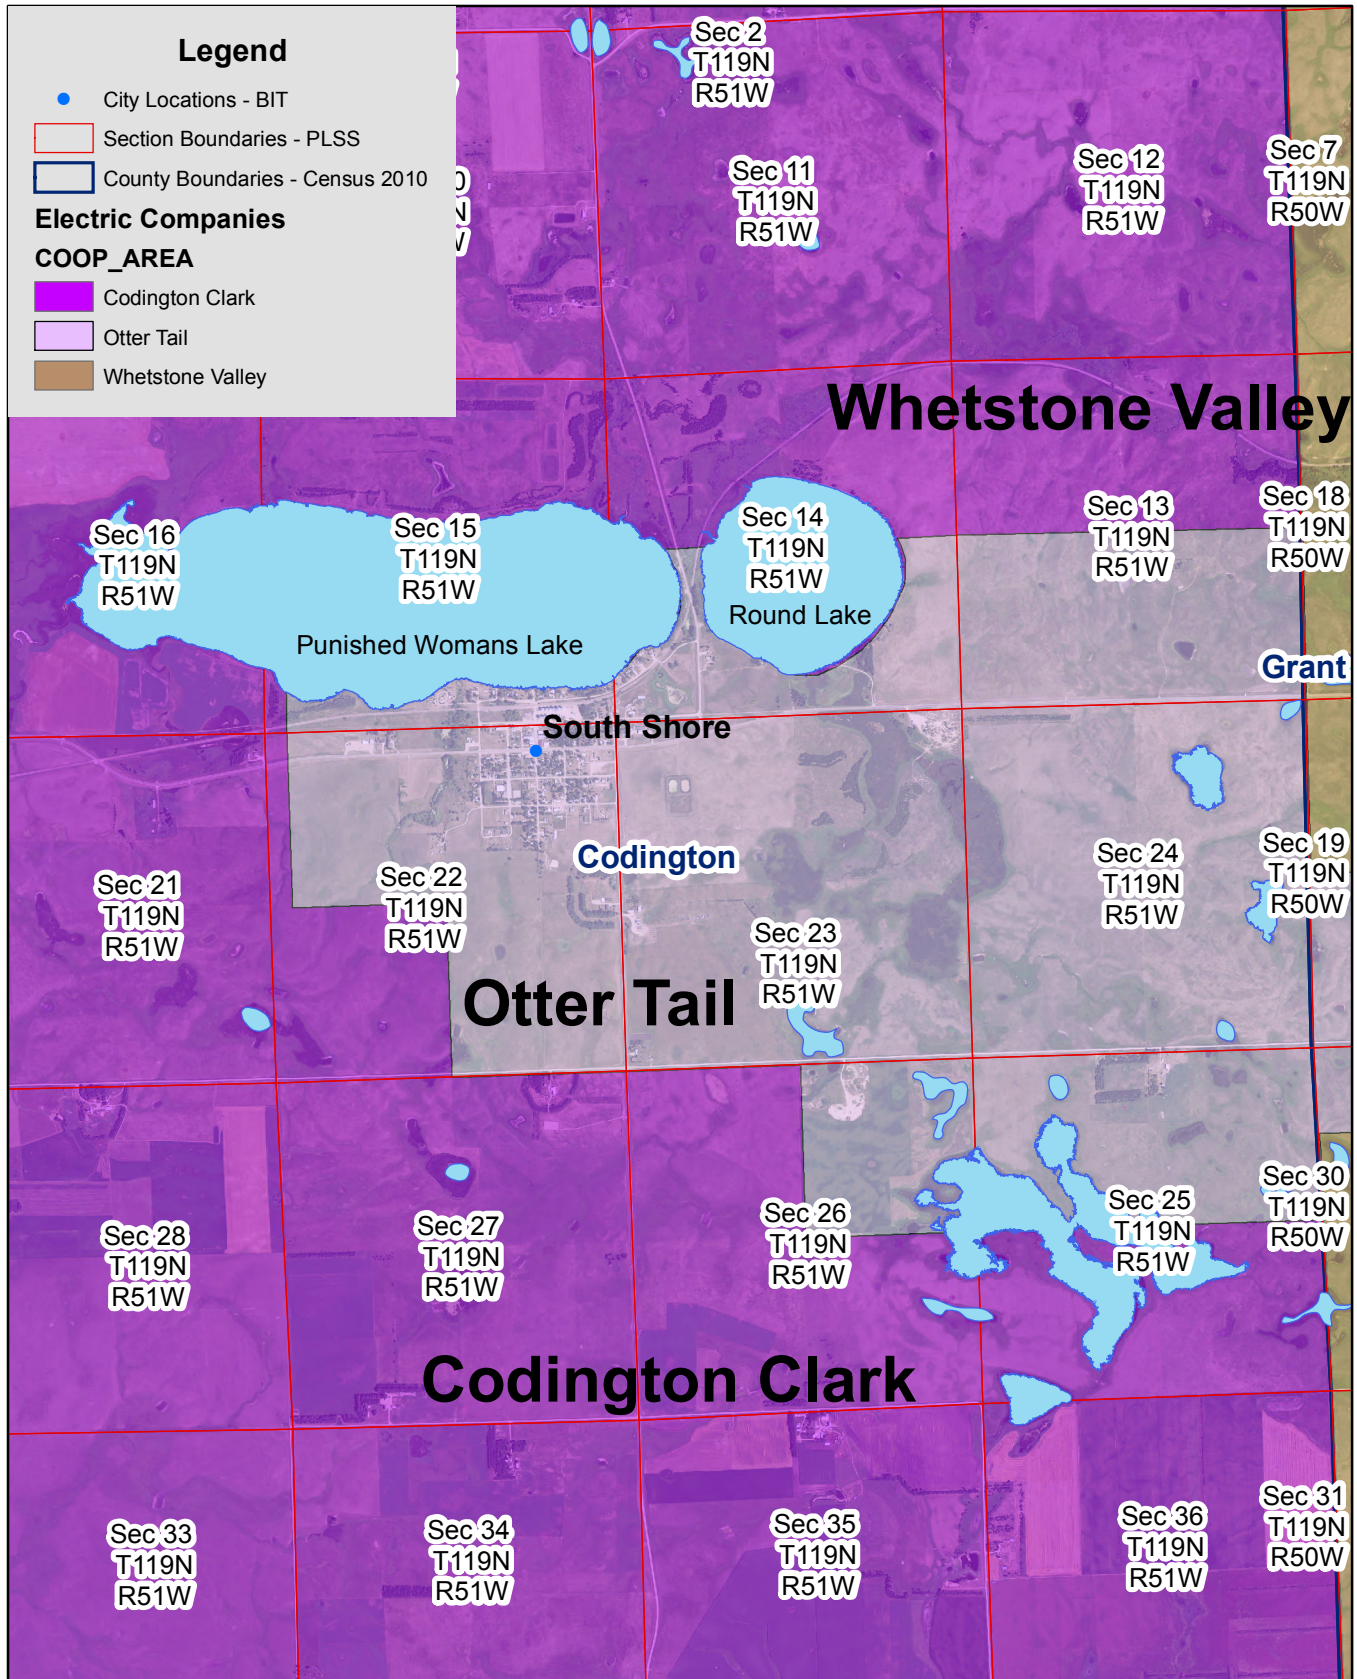 Legend
City Locations - BIT
Section Boundaries - PLSS
County Boundaries - Census 2010
Electric Companies
COOP_AREA
Codington Clark
Otter Tail
Whetstone Valley
Sec 2
T119N
R51W
0
N
Sec 11
T119N
R51W
Sec 12
T119N
R51W
Sec 7
T119N
R50W
Whetstone Valley
Sec 16
T119N
R51W
Sec 15
T119N
R51W
Sec 14
T119N
R51W
Sec 13
T119N
R51W
Sec 18
T119N
R50W
Punished Womans Lake
Round Lake
Grant
South Shore
Codington
Sec 21
T119N
R51W
Sec 22
T119N
R51W
Sec 23
T119N
R51W
Sec 24
T119N
R51W
Sec 19
T119N
R50W
Otter Tail
Sec 28
T119N
R51W
Sec 27
T119N
R51W
Sec 26
T119N
R51W
Sec 25
T119N
R51W
Sec 30
T119N
R50W
Codington Clark
Sec 33
T119N
R51W
Sec 34
T119N
R51W
Sec 35
T119N
R51W
Sec 36
T119N
R51W
Sec 31
T119N
R50W